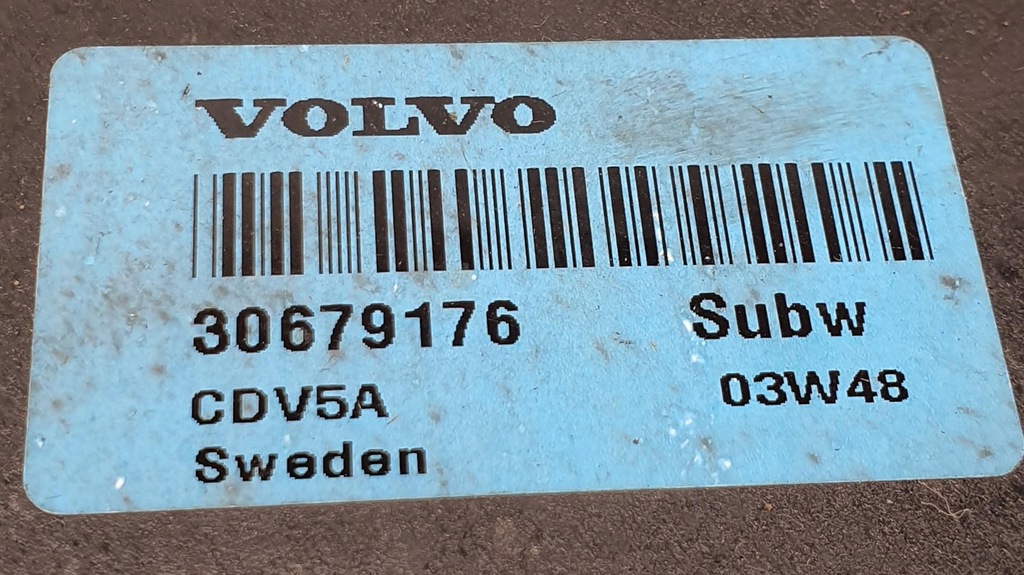 VOLVO
30679176 Subw
CDV5A 03W48
Sweden